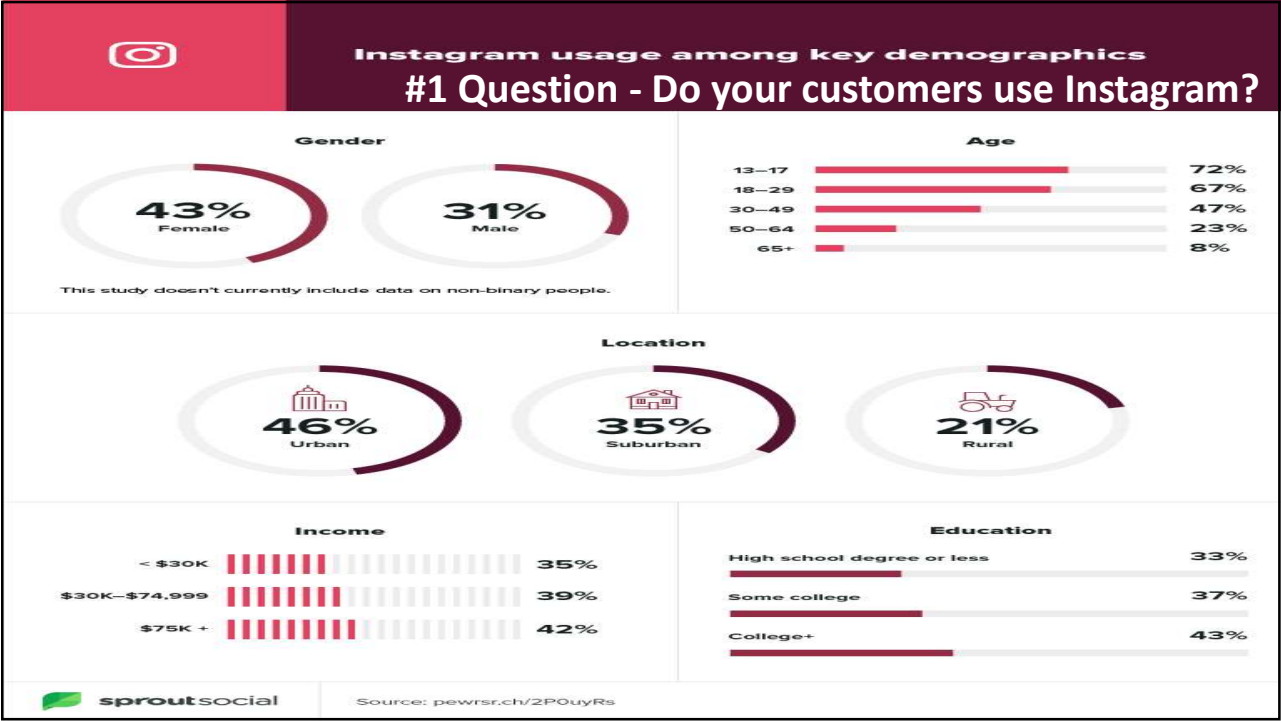 Instagram usage among key demographics
#1 Question - Do your customers use Instagram?
Gender
43%
Female
31%
Male
This study doesn't currently include data on non-binary people.
Age
13–17 72%
18–29 67%
30–49 47%
50–64 23%
65+ 8%
Location
46%
Urban
35%
Suburban
21%
Rural
Income
< $30K 35%
$30K–$74,999 39%
$75K + 42%
Education
High school degree or less 33%
Some college 37%
College+ 43%
sproutsocial
Source: pewrsr.ch/2P0uyRs